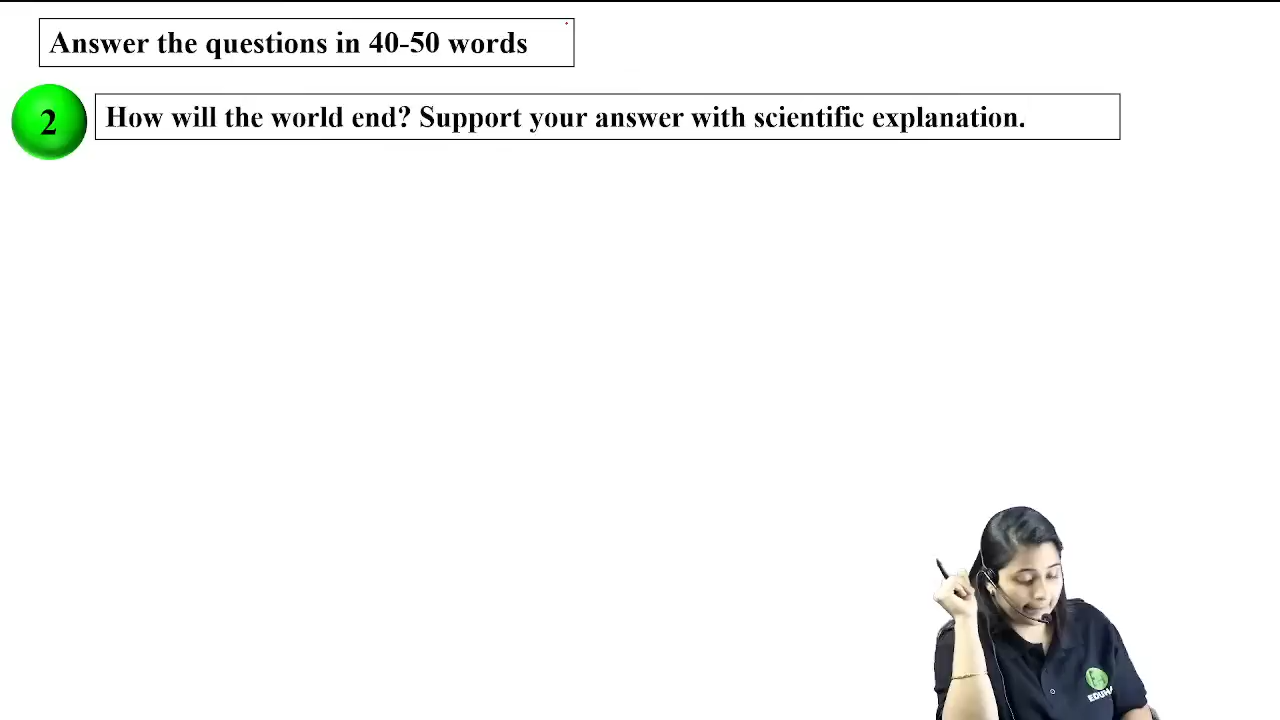 Answer the questions in 40-50 words
2
How will the world end? Support your answer with scientific explanation.